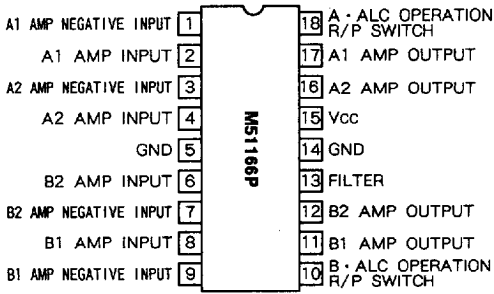 A1 AMP NEGATIVE INPUT 1
A1 AMP INPUT 2
A2 AMP NEGATIVE INPUT 3
A2 AMP INPUT 4
GND 5
B2 AMP INPUT 6
B2 AMP NEGATIVE INPUT 7
B1 AMP INPUT 8
B1 AMP NEGATIVE INPUT 9
M51166P
18 A・ALC OPERATION
R/P SWITCH
17 A1 AMP OUTPUT
16 A2 AMP OUTPUT
15 Vcc
14 GND
13 FILTER
12 B2 AMP OUTPUT
11 B1 AMP OUTPUT
10 B・ALC OPERATION
R/P SWITCH